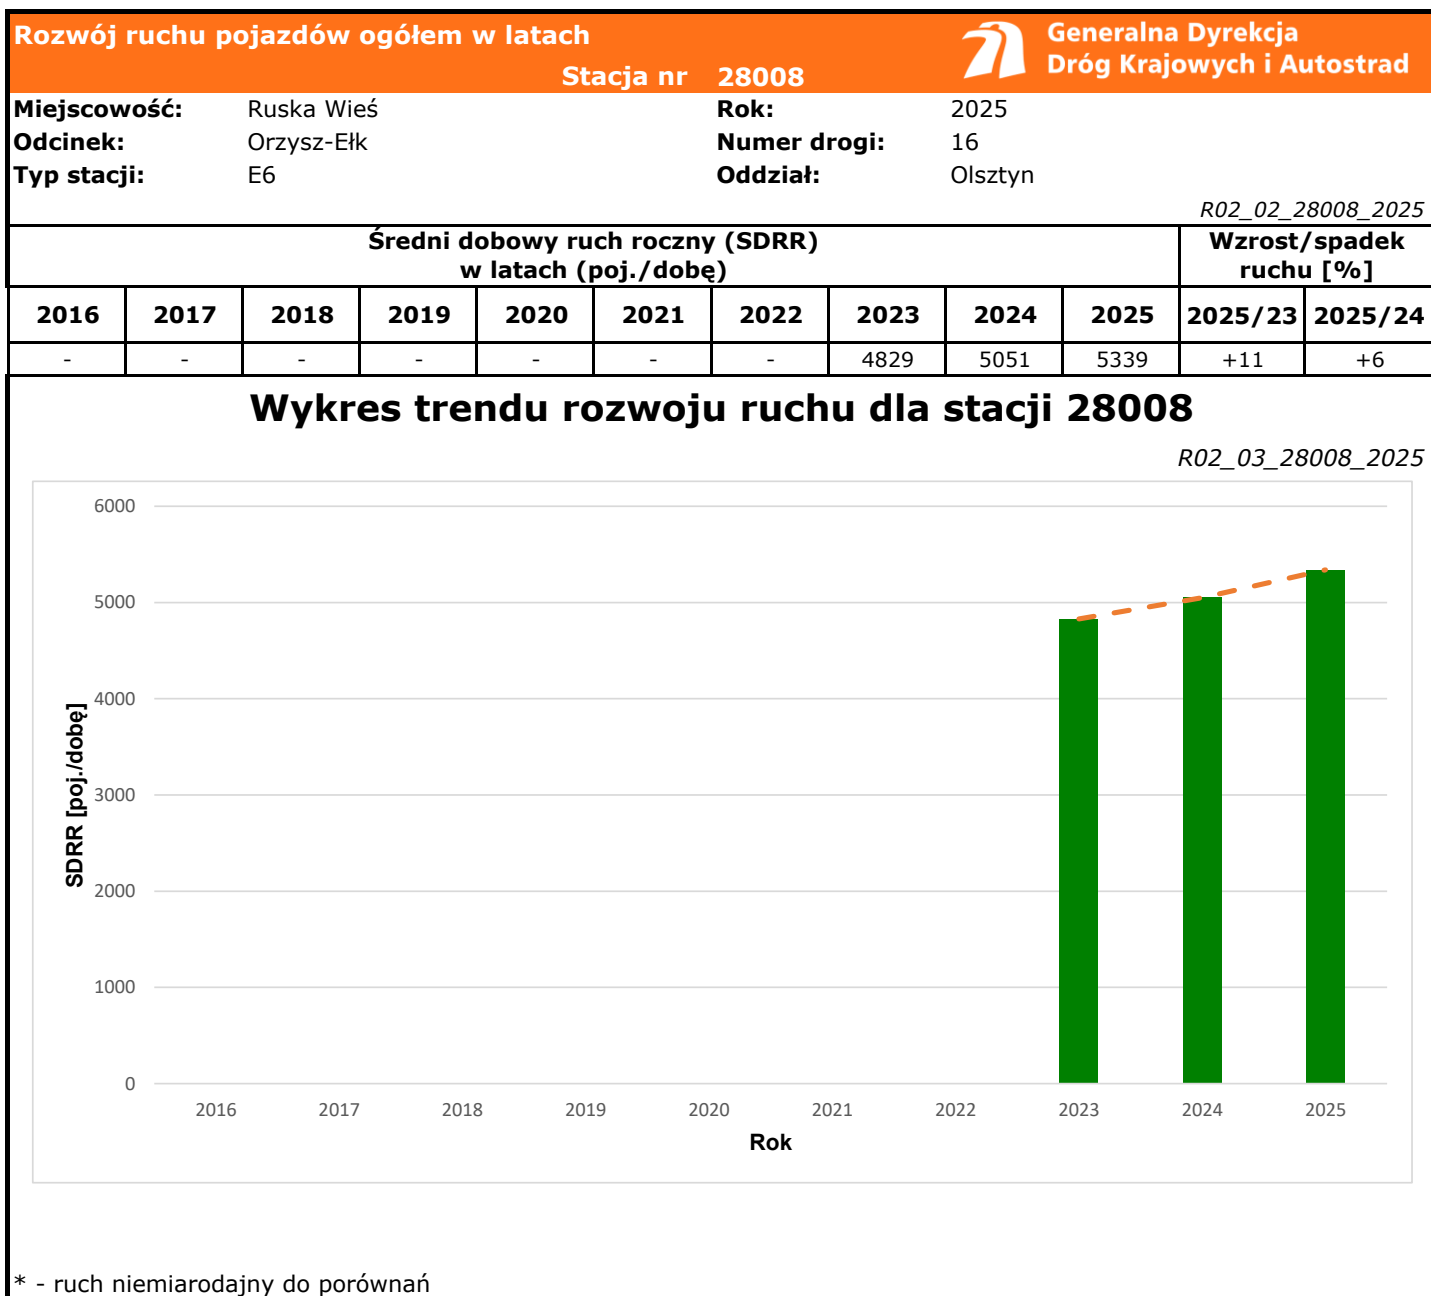 Rozwój ruchu pojazdów ogółem w latach
Generalna Dyrekcja
Dróg Krajowych i Autostrad
Stacja nr 28008
Miejscowość: Ruska Wieś Rok: 2025
Odcinek: Orzysz-Ełk Numer drogi: 16
Typ stacji: E6 Oddział: Olsztyn
R02_02_28008_2025
Średni dobowy ruch roczny (SDRR)
w latach (poj./dobę)
Wzrost/spadek
ruchu [%]
2016 2017 2018 2019 2020 2021 2022 2023 2024 2025 2025/23 2025/24
- - - - - - - 4829 5051 5339 +11 +6
Wykres trendu rozwoju ruchu dla stacji 28008
R02_03_28008_2025
6000
5000
4000
3000
2000
1000
0
SDRR [poj./dobę]
2016 2017 2018 2019 2020 2021 2022 2023 2024 2025
Rok
* - ruch niemiarodajny do porównań